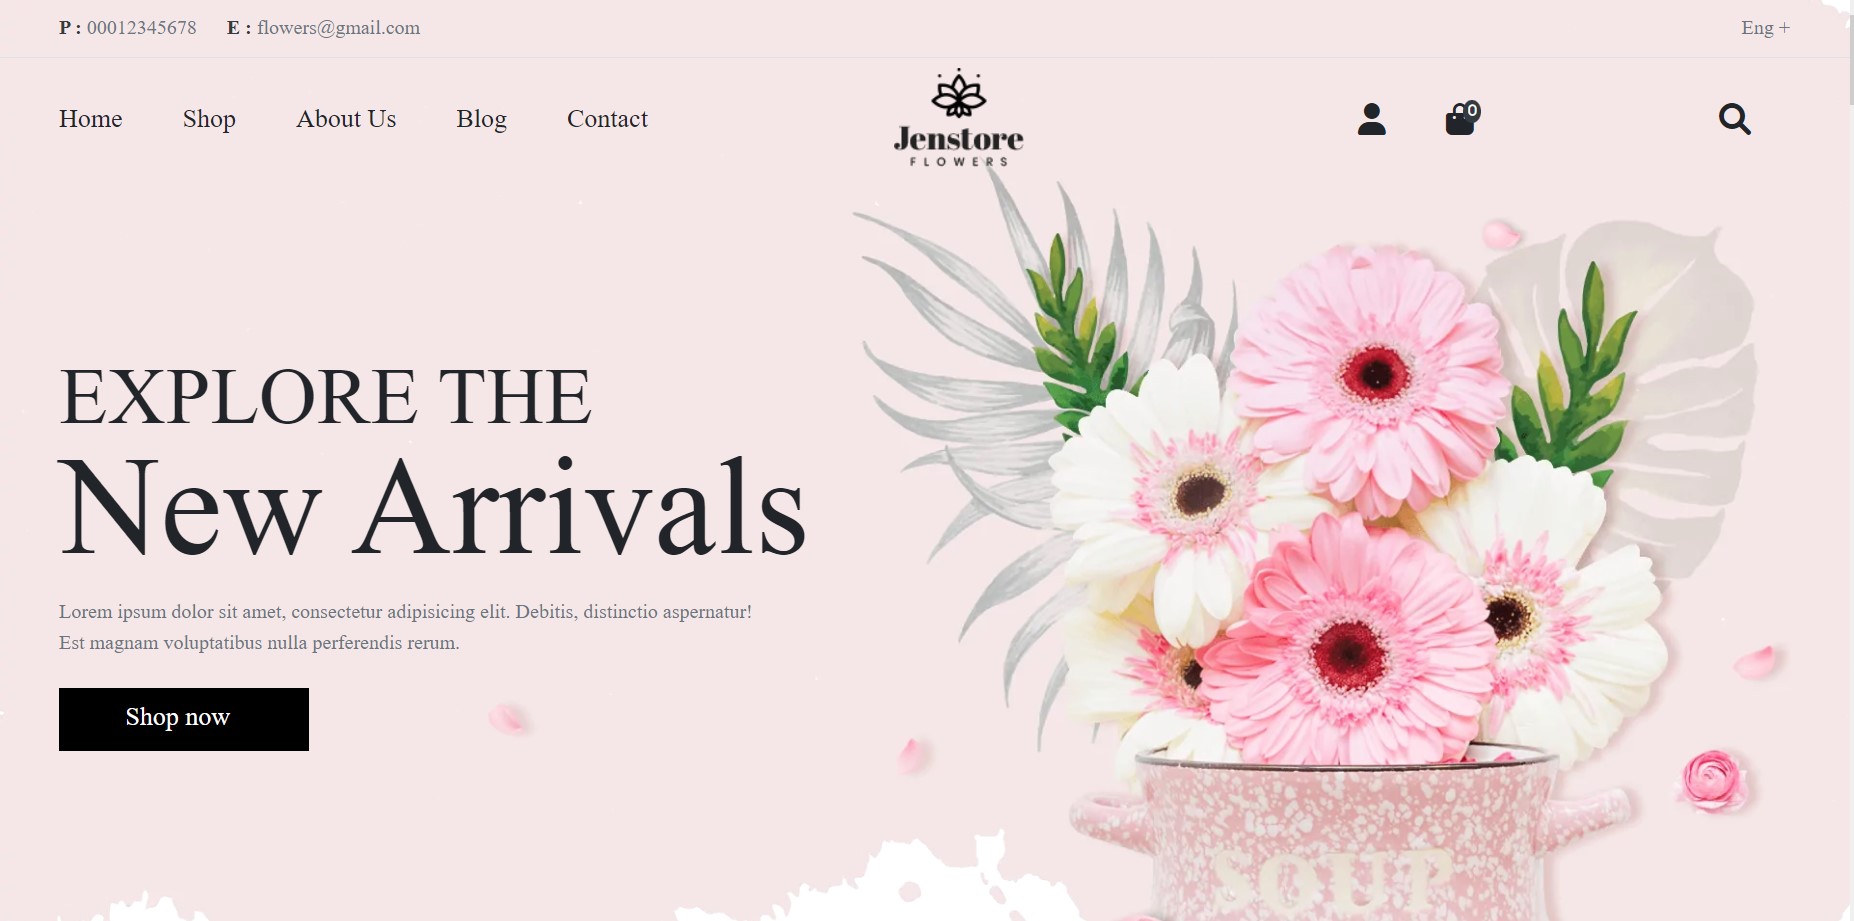 P : 00012345678 E : flowers@gmail.com Eng +
Home Shop About Us Blog Contact
Jenstore
FLOWERS
0
EXPLORE THE
New Arrivals
Lorem ipsum dolor sit amet, consectetur adipisicing elit. Debitis, distinctio aspernatur!
Est magnam voluptatibus nulla perferendis rerum.
Shop now
SOUP